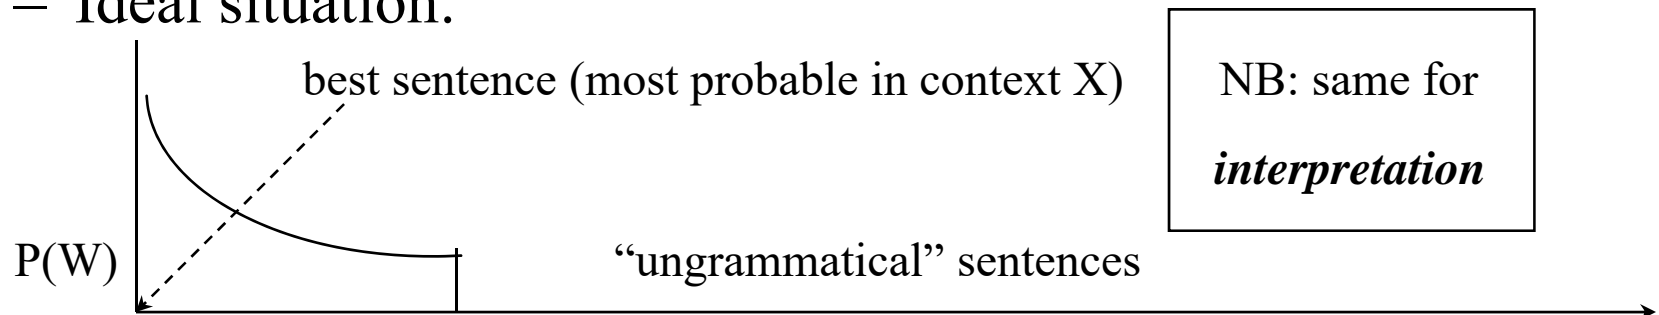 – Ideal situation:
best sentence (most probable in context X)
NB: same for
interpretation
P(W)
“ungrammatical” sentences